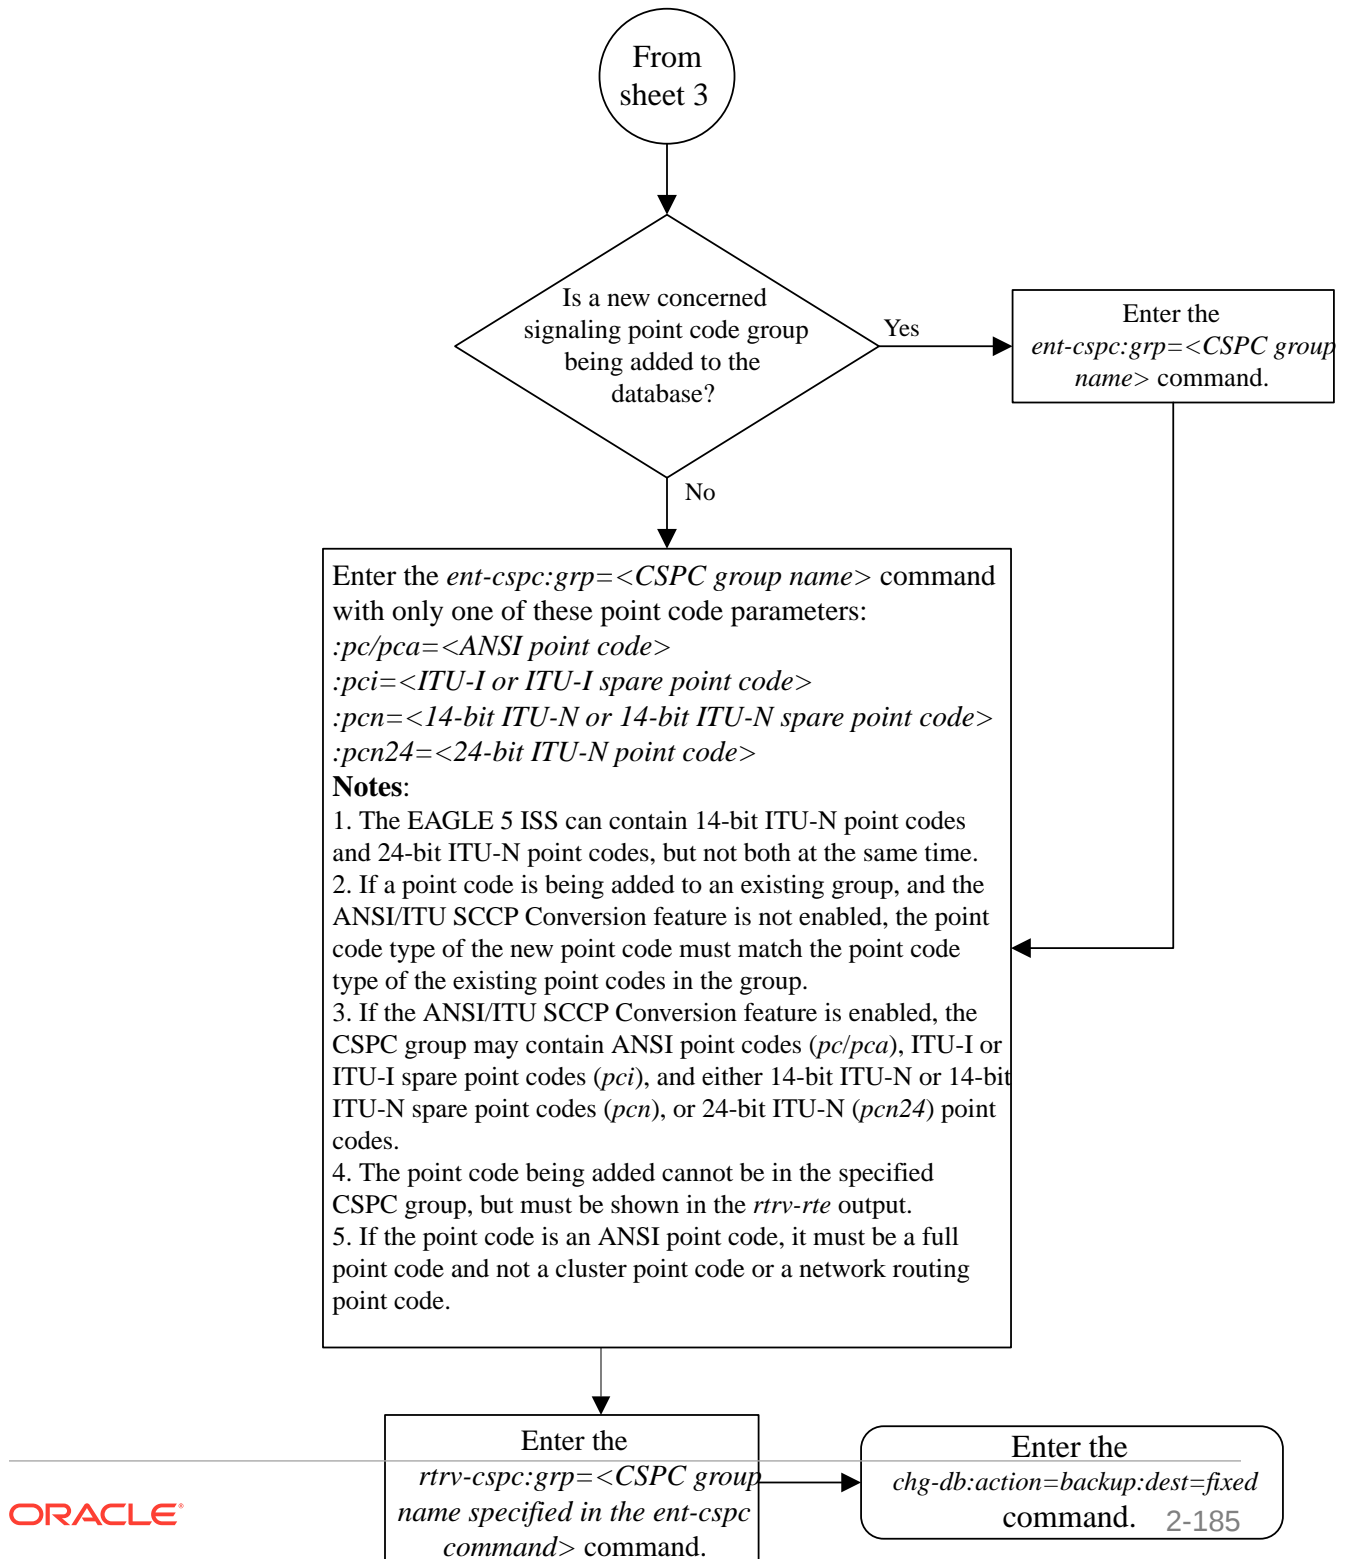 From
sheet 3
Is a new concerned
signaling point code group
being added to the
database?
Yes
Enter the
ent-cspc:grp=<CSPC group
name> command.
No
Enter the ent-cspc:grp=<CSPC group name> command
with only one of these point code parameters:
:pc/pca=<ANSI point code>
:pci=<ITU-I or ITU-I spare point code>
:pcn=<14-bit ITU-N or 14-bit ITU-N spare point code>
:pcn24=<24-bit ITU-N point code>
Notes:
1. The EAGLE 5 ISS can contain 14-bit ITU-N point codes
and 24-bit ITU-N point codes, but not both at the same time.
2. If a point code is being added to an existing group, and the
ANSI/ITU SCCP Conversion feature is not enabled, the point
code type of the new point code must match the point code
type of the existing point codes in the group.
3. If the ANSI/ITU SCCP Conversion feature is enabled, the
CSPC group may contain ANSI point codes (pc/pca), ITU-I or
ITU-I spare point codes (pci), and either 14-bit ITU-N or 14-bit
ITU-N spare point codes (pcn), or 24-bit ITU-N (pcn24) point
codes.
4. The point code being added cannot be in the specified
CSPC group, but must be shown in the rtrv-rte output.
5. If the point code is an ANSI point code, it must be a full
point code and not a cluster point code or a network routing
point code.
Enter the
rtrv-cspc:grp=<CSPC group
name specified in the ent-cspc
command> command.
Enter the
chg-db:action=backup:dest=fixed
command.
ORACLE®
2-185